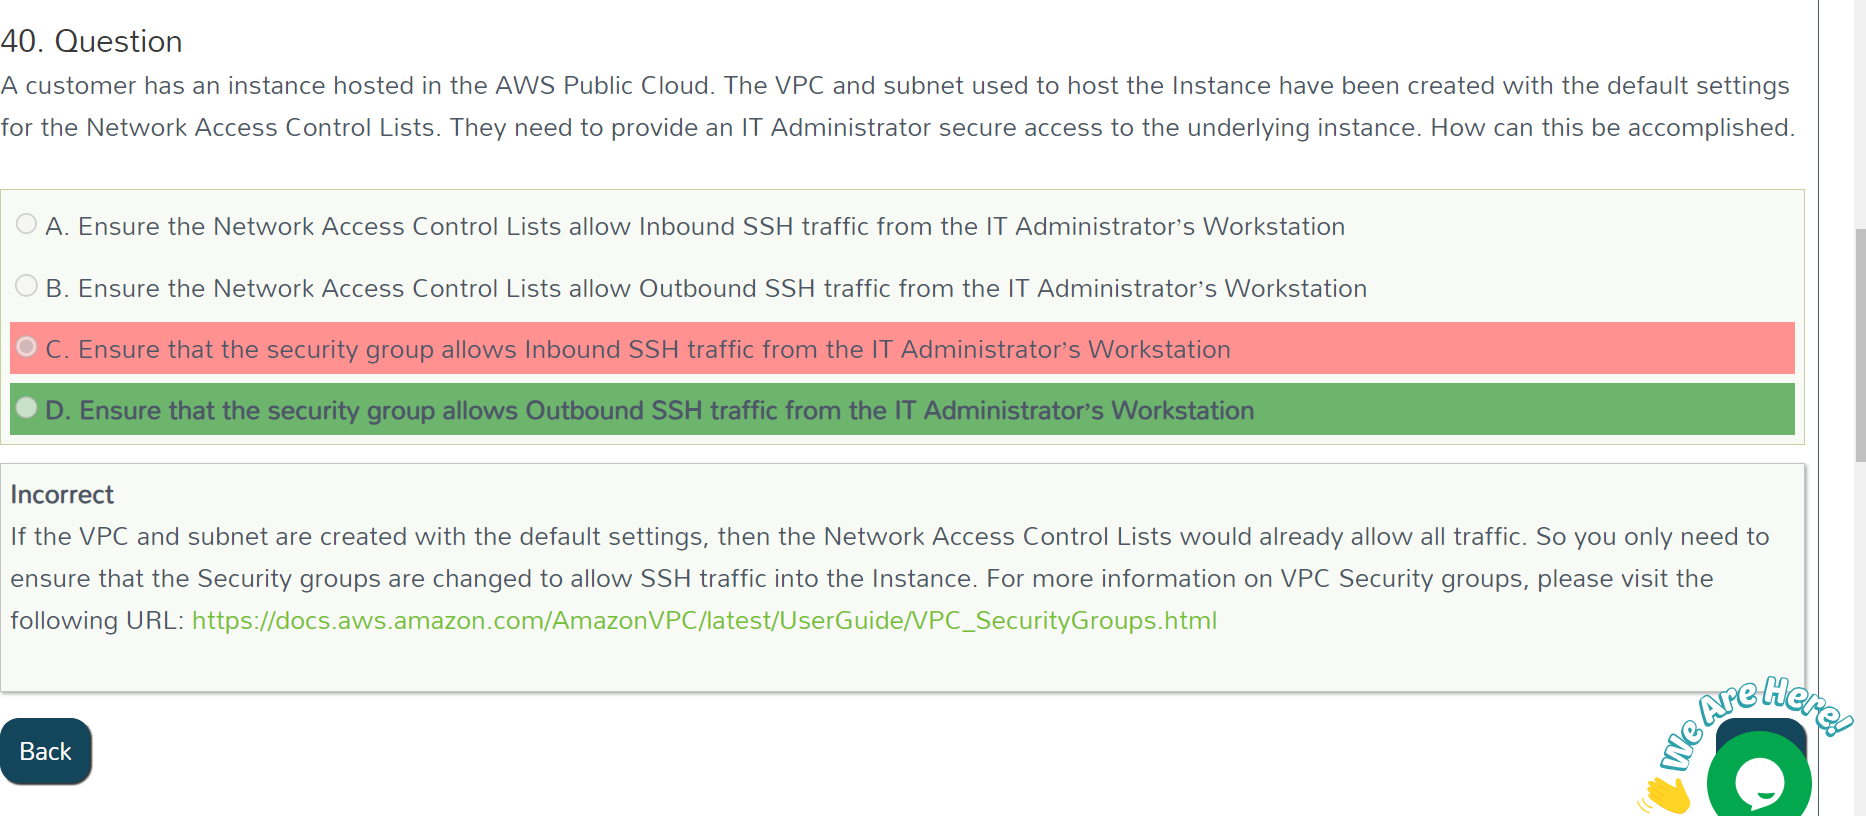 40. Question
A customer has an instance hosted in the AWS Public Cloud. The VPC and subnet used to host the Instance have been created with the default settings
for the Network Access Control Lists. They need to provide an IT Administrator secure access to the underlying instance. How can this be accomplished.
A. Ensure the Network Access Control Lists allow Inbound SSH traffic from the IT Administrator’s Workstation
B. Ensure the Network Access Control Lists allow Outbound SSH traffic from the IT Administrator’s Workstation
C. Ensure that the security group allows Inbound SSH traffic from the IT Administrator’s Workstation
D. Ensure that the security group allows Outbound SSH traffic from the IT Administrator’s Workstation
Incorrect
If the VPC and subnet are created with the default settings, then the Network Access Control Lists would already allow all traffic. So you only need to
ensure that the Security groups are changed to allow SSH traffic into the Instance. For more information on VPC Security groups, please visit the
following URL: https://docs.aws.amazon.com/AmazonVPC/latest/UserGuide/VPC_SecurityGroups.html
Back
We Are Here!